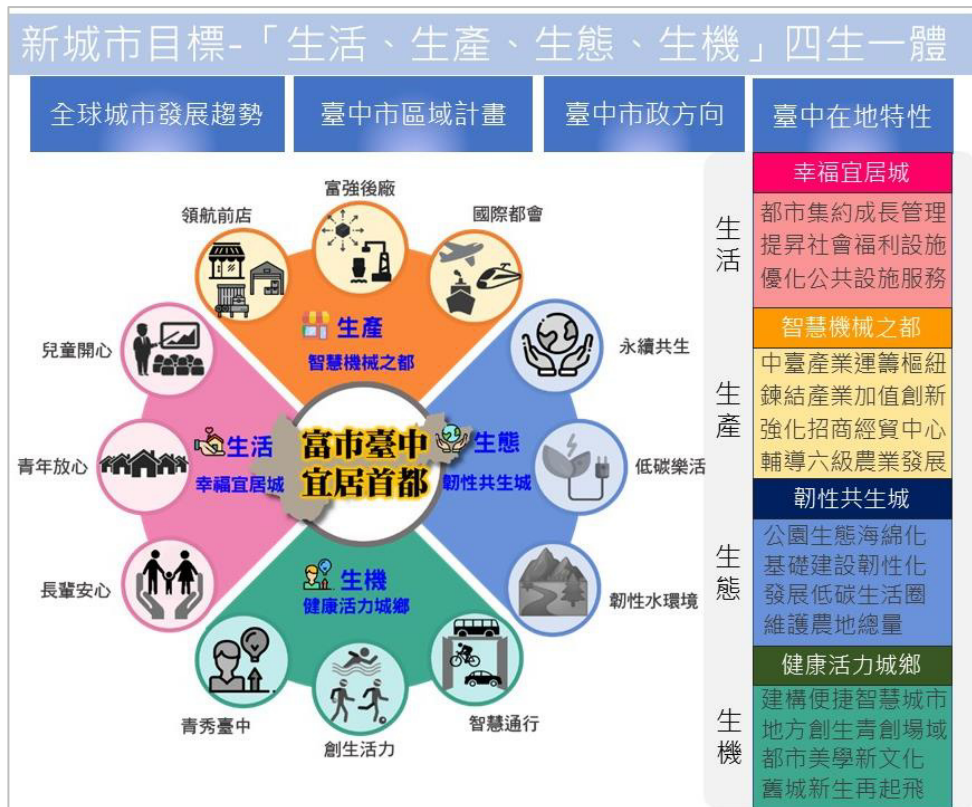 新城市目標-「生活、生產、生態、生機」四生一體
全球城市發展趨勢
臺中市區域計畫
臺中市政方向
臺中在地特性
領航前店
富強後廠
國際都會
生產
智慧機械之都
兒童開心
青年放心
長輩安心
生活
幸福宜居城
富市臺中
宜居首都
生態
韌性共生城
永續共生
低碳樂活
韌性水環境
生機
健康活力城鄉
青秀臺中
創生活力
智慧通行
生活
幸福宜居城
都市集約成長管理
提昇社會福利設施
優化公共設施服務
生產
智慧機械之都
中臺產業運籌樞紐
鍊結產業加值創新
強化招商經貿中心
輔導六級農業發展
生態
韌性共生城
公園生態海綿化
基礎建設韌性化
發展低碳生活圈
維護農地總量
生機
健康活力城鄉
建構便捷智慧城市
地方創生青創場域
都市美學新文化
舊城新生再起飛